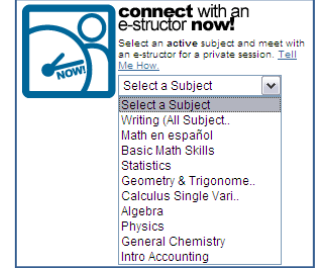 connect with an
e-structor now!
Select an active subject and meet with
an e-structor for a private session. Tell
Me How.
NOW!
Select a Subject
Select a Subject
Writing (All Subject..
Math en español
Basic Math Skills
Statistics
Geometry & Trigonome..
Calculus Single Vari..
Algebra
Physics
General Chemistry
Intro Accounting